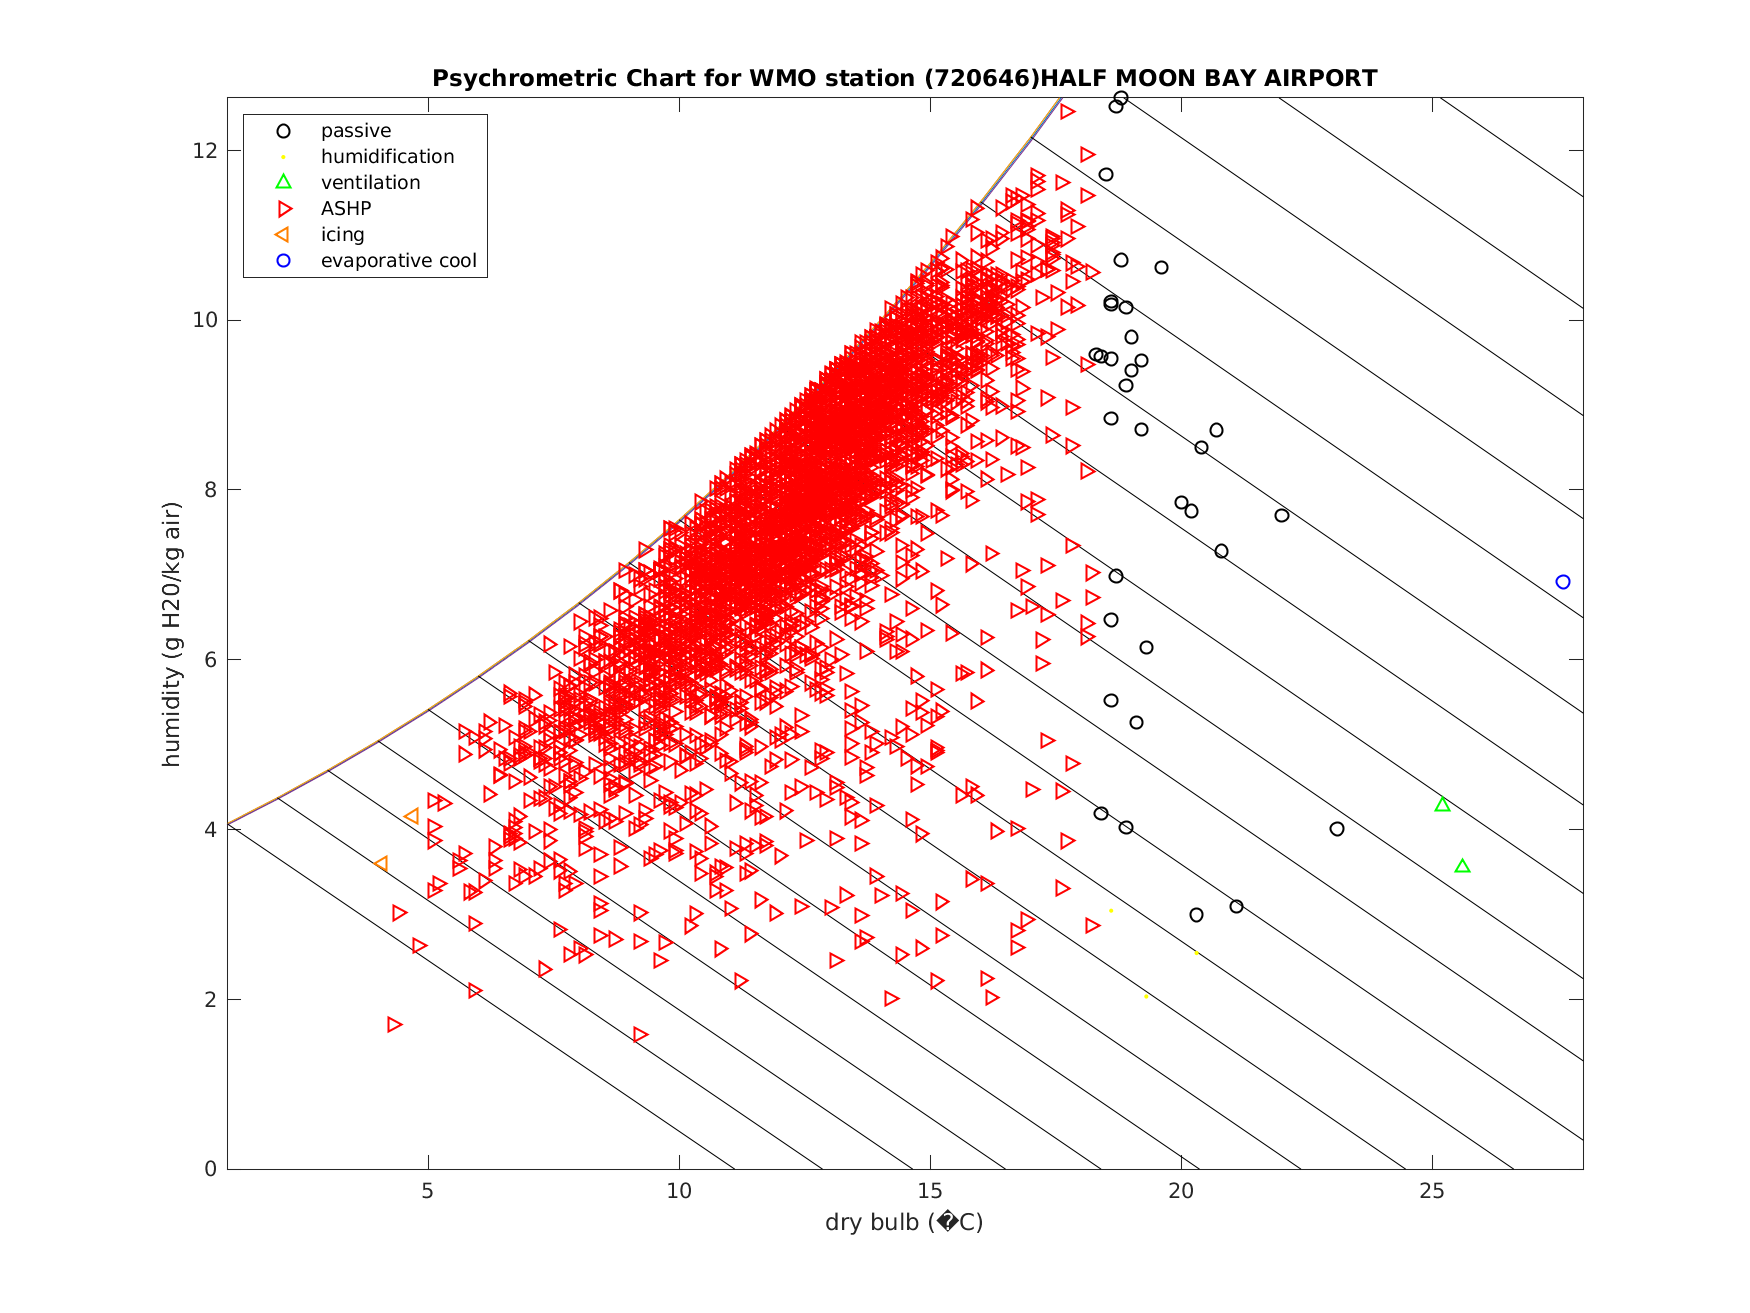 Psychrometric Chart for WMO station (720646)HALF MOON BAY AIRPORT
passive
humidification
ventilation
ASHP
icing
evaporative cool
humidity (g H20/kg air)
12
10
8
6
4
2
0
5 10 15 20 25
dry bulb (�C)